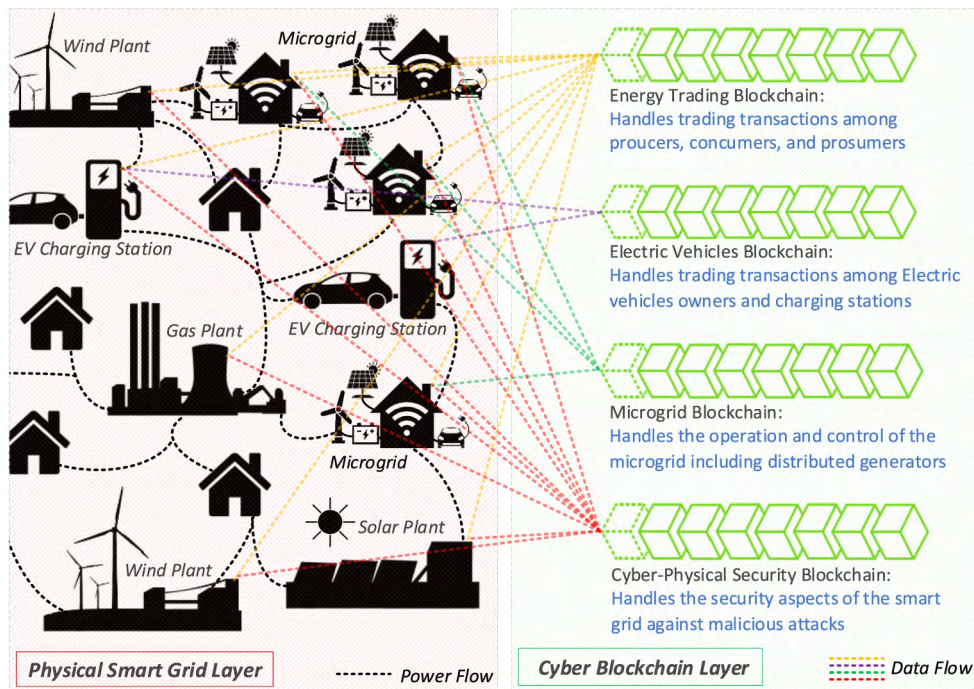 Wind Plant
Microgrid
EV Charging Station
EV Charging Station
Gas Plant
Microgrid
Solar Plant
Wind Plant
Physical Smart Grid Layer
Power Flow
Energy Trading Blockchain:
Handles trading transactions among
proucers, concumers, and prosumers
Electric Vehicles Blockchain:
Handles trading transactions among Electric
vehicles owners and charging stations
Microgrid Blockchain:
Handles the operation and control of the
microgrid including distributed generators
Cyber-Physical Security Blockchain:
Handles the security aspects of the smart
grid against malicious attacks
Cyber Blockchain Layer
Data Flow